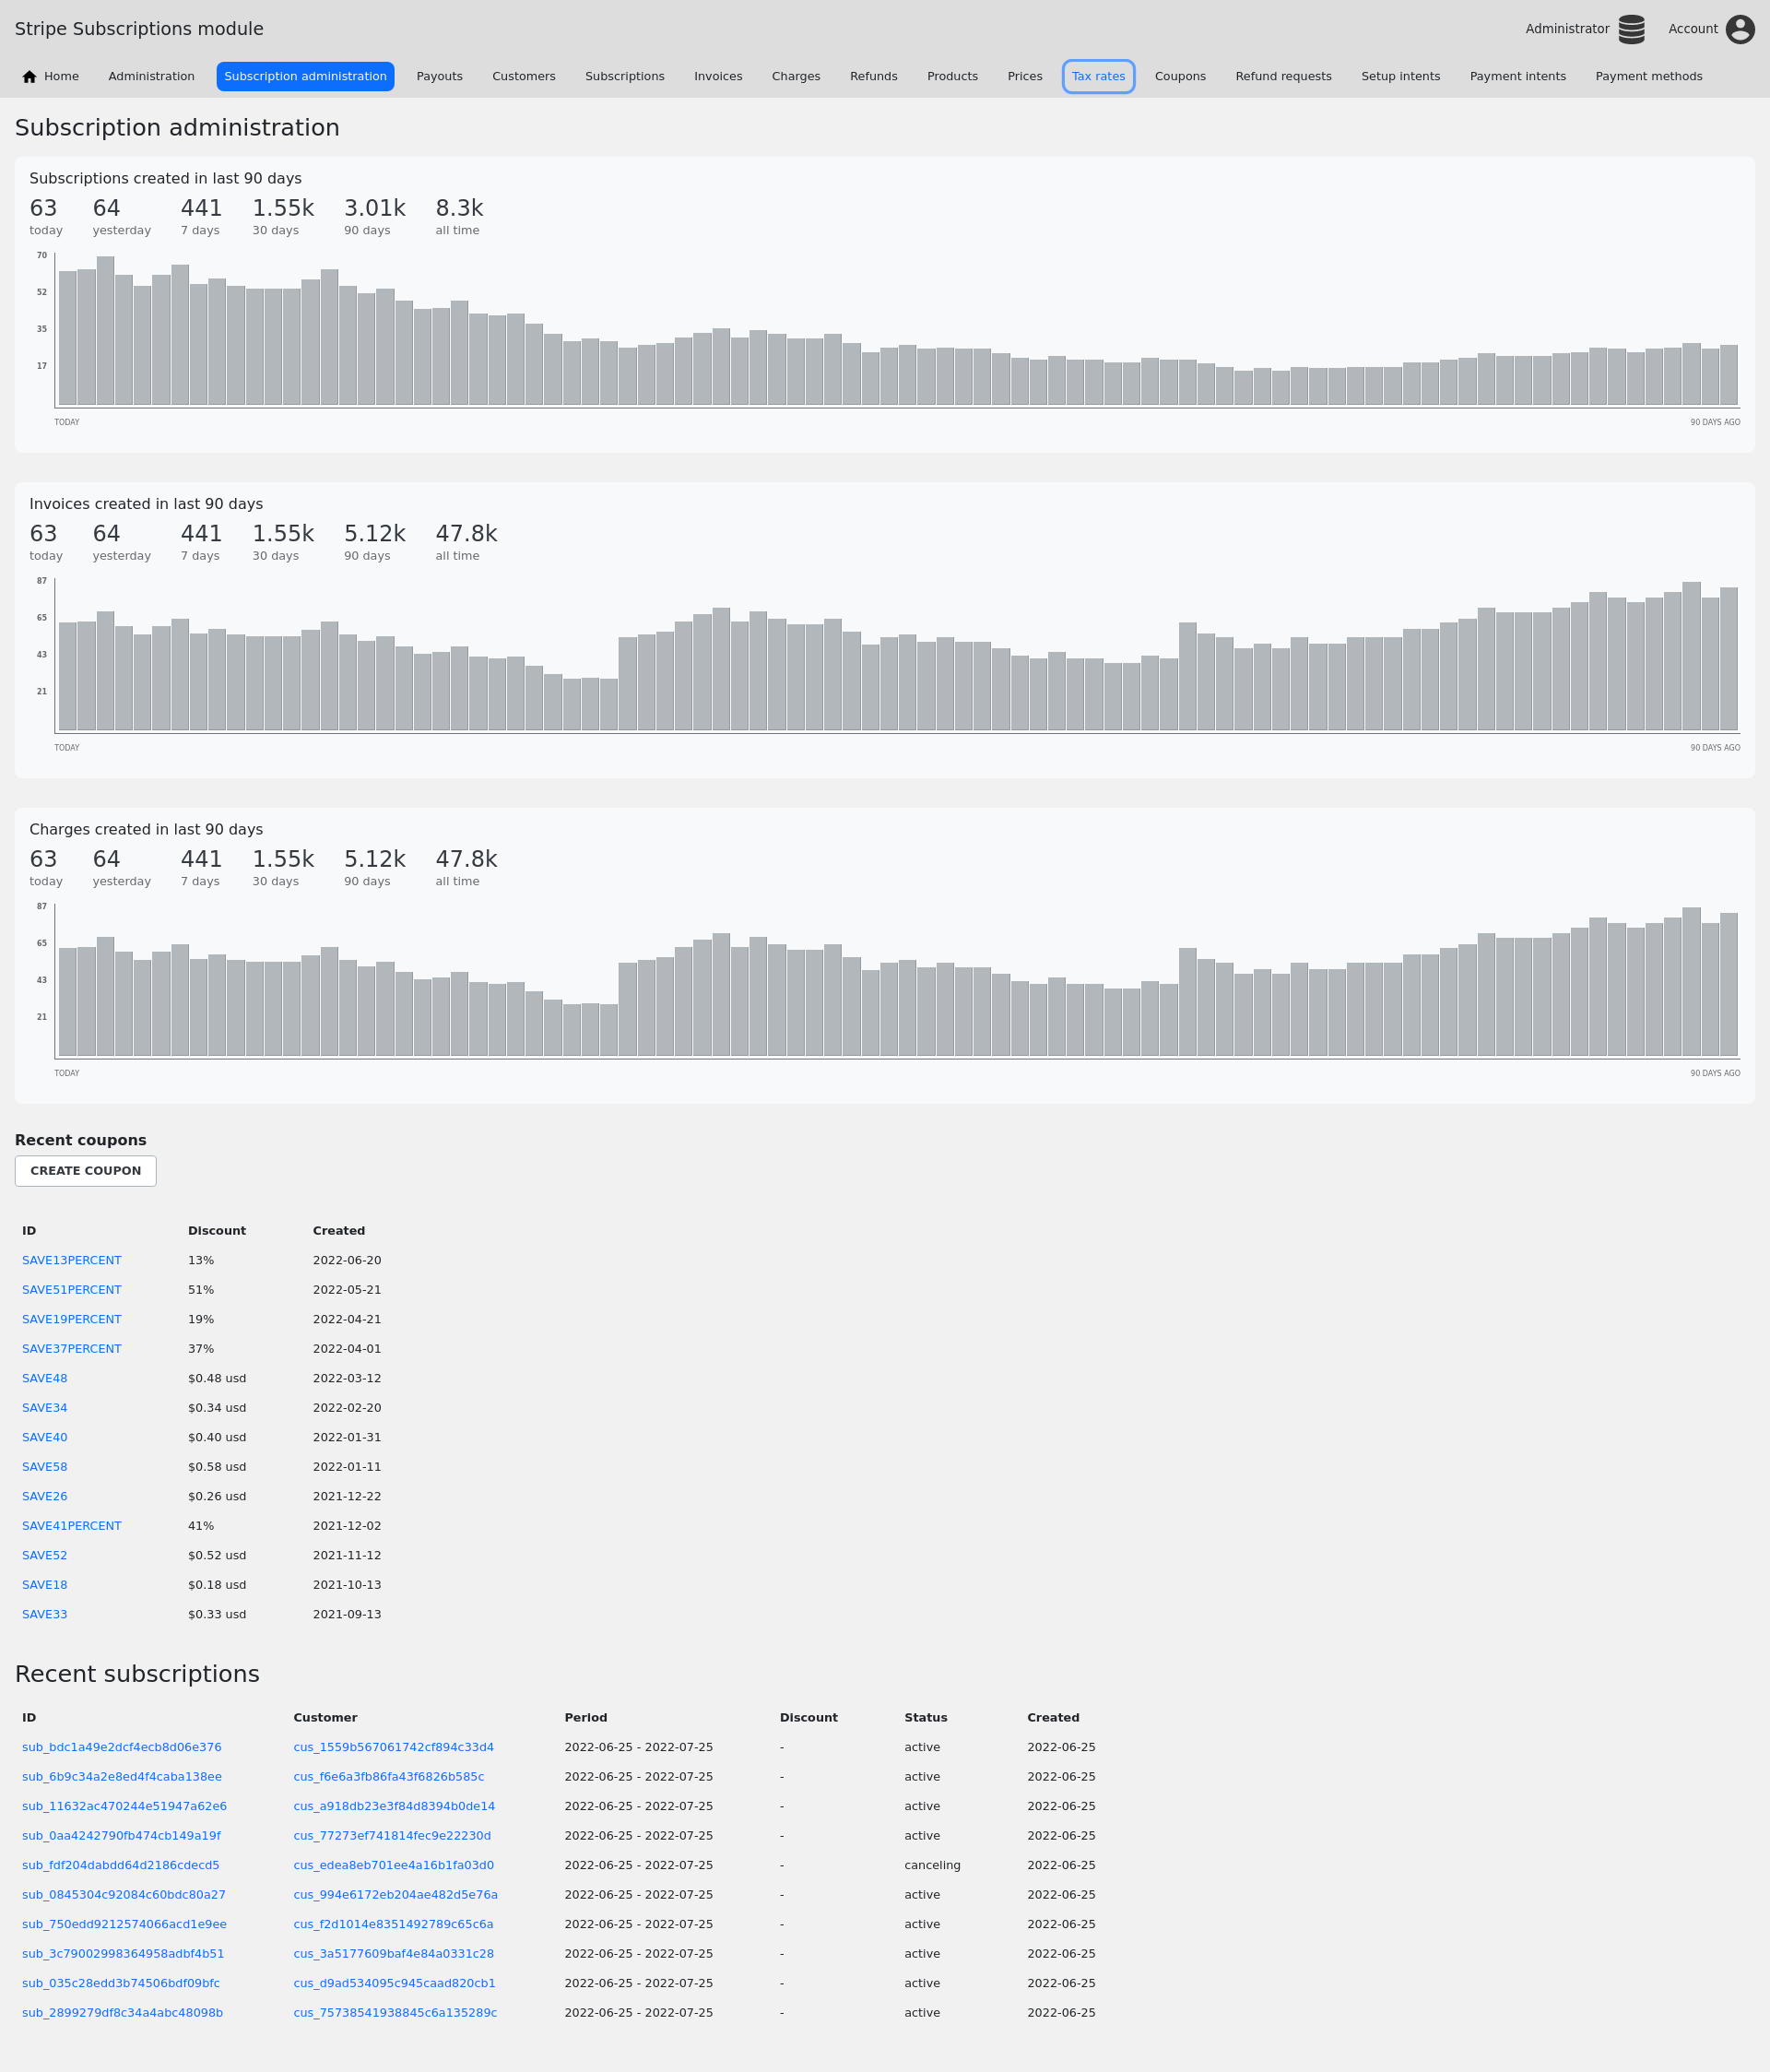 Stripe Subscriptions module
Administrator Account
Home Administration Subscription administration Payouts Customers Subscriptions Invoices Charges Refunds Products Prices Tax rates Coupons Refund requests Setup intents Payment intents Payment methods
Subscription administration
Subscriptions created in last 90 days
63 64 441 1.55k 3.01k 8.3k
today yesterday 7 days 30 days 90 days all time
70
52
35
17
TODAY 90 DAYS AGO
Invoices created in last 90 days
63 64 441 1.55k 5.12k 47.8k
today yesterday 7 days 30 days 90 days all time
87
65
43
21
TODAY 90 DAYS AGO
Charges created in last 90 days
63 64 441 1.55k 5.12k 47.8k
today yesterday 7 days 30 days 90 days all time
87
65
43
21
TODAY 90 DAYS AGO
Recent coupons
CREATE COUPON
ID Discount Created
SAVE13PERCENT 13% 2022-06-20
SAVE51PERCENT 51% 2022-05-21
SAVE19PERCENT 19% 2022-04-21
SAVE37PERCENT 37% 2022-04-01
SAVE48 $0.48 usd 2022-03-12
SAVE34 $0.34 usd 2022-02-20
SAVE40 $0.40 usd 2022-01-31
SAVE58 $0.58 usd 2022-01-11
SAVE26 $0.26 usd 2021-12-22
SAVE41PERCENT 41% 2021-12-02
SAVE52 $0.52 usd 2021-11-12
SAVE18 $0.18 usd 2021-10-13
SAVE33 $0.33 usd 2021-09-13
Recent subscriptions
ID Customer Period Discount Status Created
sub_bdc1a49e2dcf4ecb8d06e376 cus_1559b567061742cf894c33d4 2022-06-25 - 2022-07-25 - active 2022-06-25
sub_6b9c34a2e8ed4f4caba138ee cus_f6e6a3fb86fa43f6826b585c 2022-06-25 - 2022-07-25 - active 2022-06-25
sub_11632ac470244e51947a62e6 cus_a918db23e3f84d8394b0de14 2022-06-25 - 2022-07-25 - active 2022-06-25
sub_0aa4242790fb474cb149a19f cus_77273ef741814fec9e22230d 2022-06-25 - 2022-07-25 - active 2022-06-25
sub_fdf204dabdd64d2186cdecd5 cus_edea8eb701ee4a16b1fa03d0 2022-06-25 - 2022-07-25 - canceling 2022-06-25
sub_0845304c92084c60bdc80a27 cus_994e6172eb204ae482d5e76a 2022-06-25 - 2022-07-25 - active 2022-06-25
sub_750edd9212574066acd1e9ee cus_f2d1014e8351492789c65c6a 2022-06-25 - 2022-07-25 - active 2022-06-25
sub_3c79002998364958adbf4b51 cus_3a5177609baf4e84a0331c28 2022-06-25 - 2022-07-25 - active 2022-06-25
sub_035c28edd3b74506bdf09bfc cus_d9ad534095c945caad820cb1 2022-06-25 - 2022-07-25 - active 2022-06-25
sub_2899279df8c34a4abc48098b cus_75738541938845c6a135289c 2022-06-25 - 2022-07-25 - active 2022-06-25